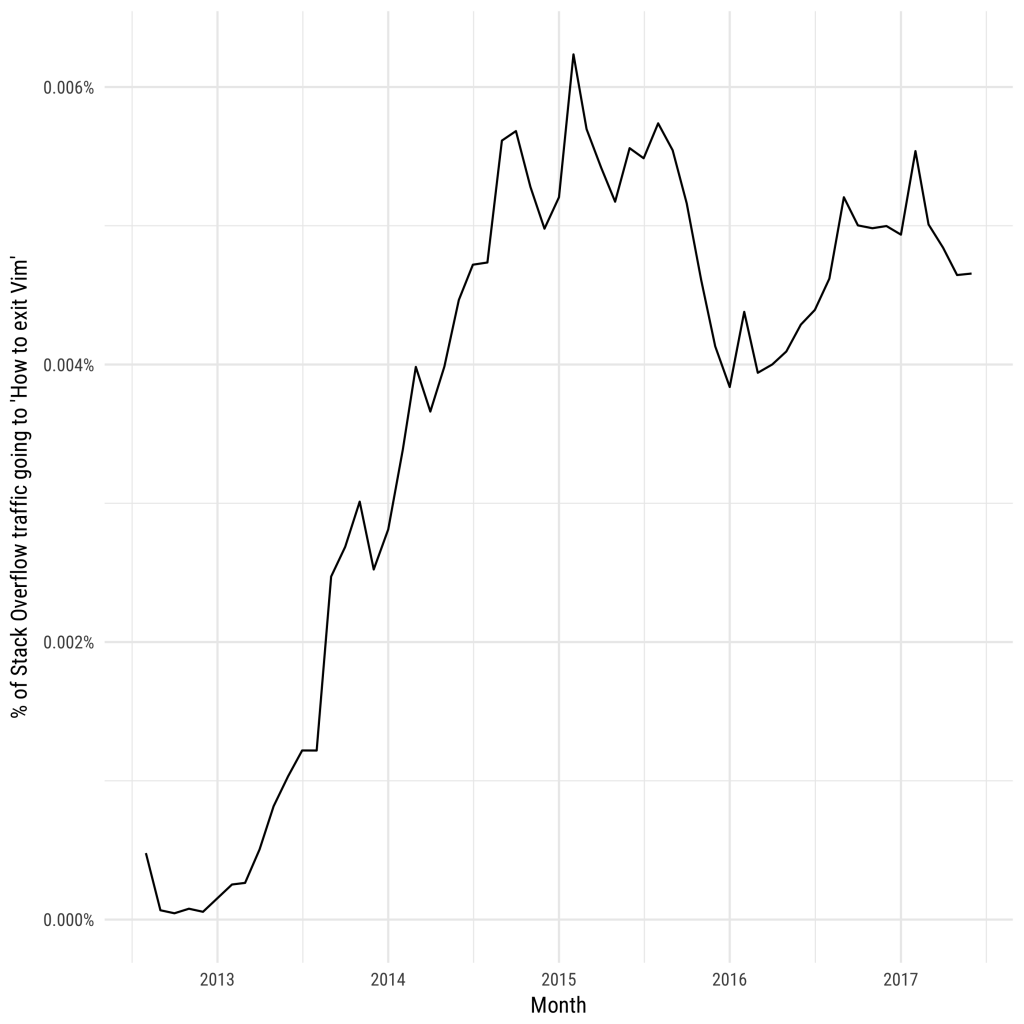 % of Stack Overflow traffic going to 'How to exit Vim'
0.006%
0.004%
0.002%
0.000%
2013 2014 2015 2016 2017
Month